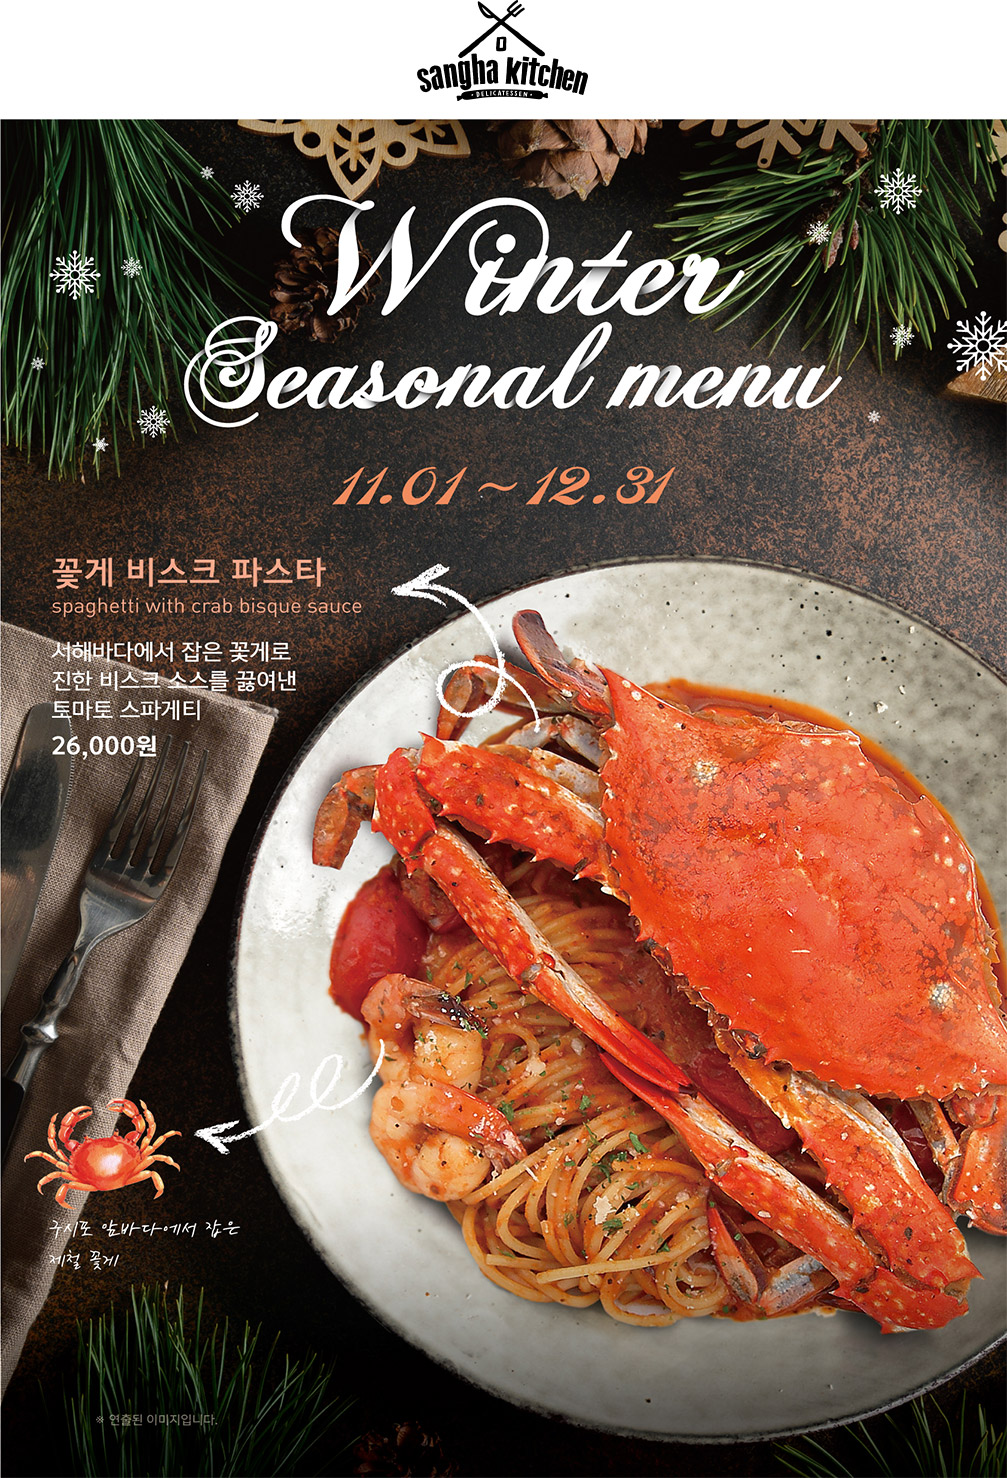 sangha kitchen
· DELICATESSEN ·
Winter
Seasonal menu
11.01 ~ 12.31
꽃게 비스크 파스타
spaghetti with crab bisque sauce
서해바다에서 잡은 꽃게로
진한 비스크 소스를 끓여낸
토마토 스파게티
26,000원
구시포 앞바다에서 잡은
제철 꽃게
※ 연출된 이미지입니다.